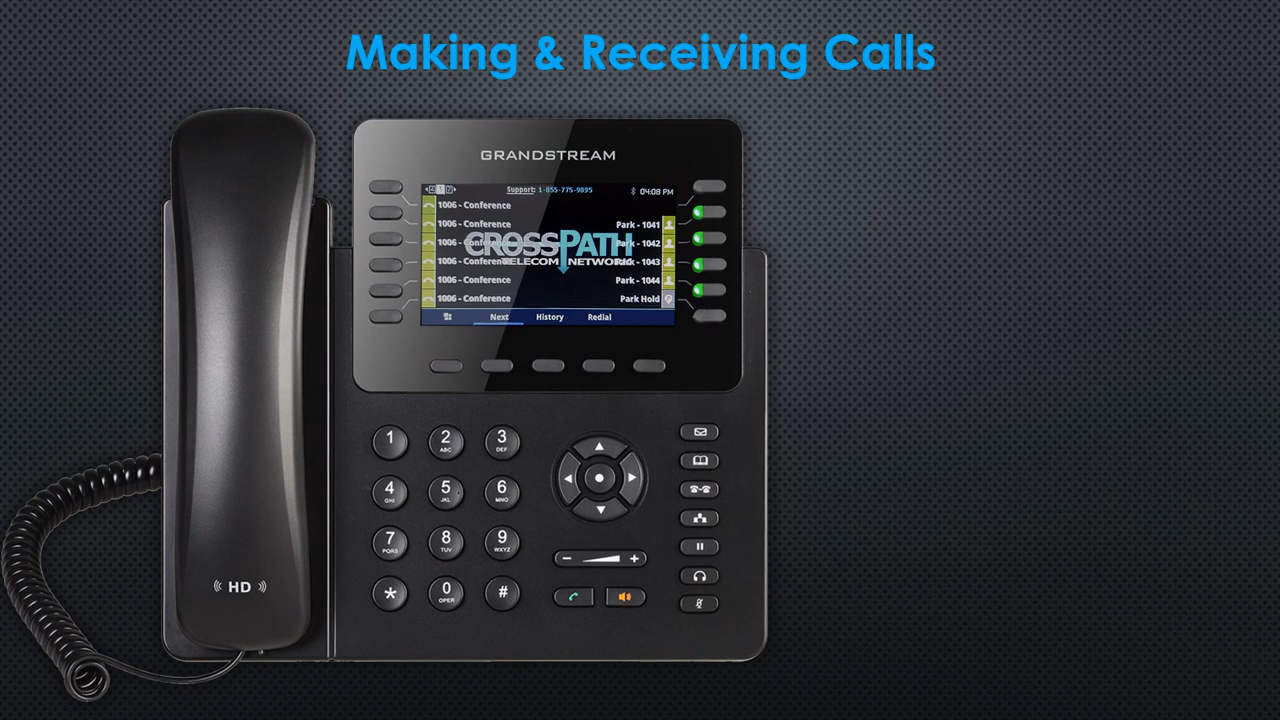 Making & Receiving Calls
GRANDSTREAM
Support: 1-855-775-9895
04:08 PM
1006 - Conference
1006 - Conference
Park - 1041
1006 - Conference
Park - 1042
CROSSPATH
1006 - Conference
Park - 1043
TELECOM NETWORKS
1006 - Conference
Park - 1044
1006 - Conference
Park Hold
Next
History
Redial
1
2
ABC
3
DEF
4
GHI
5
JKL
6
MNO
7
PQRS
8
TUV
9
WXYZ
*
0
OPER
#
HD